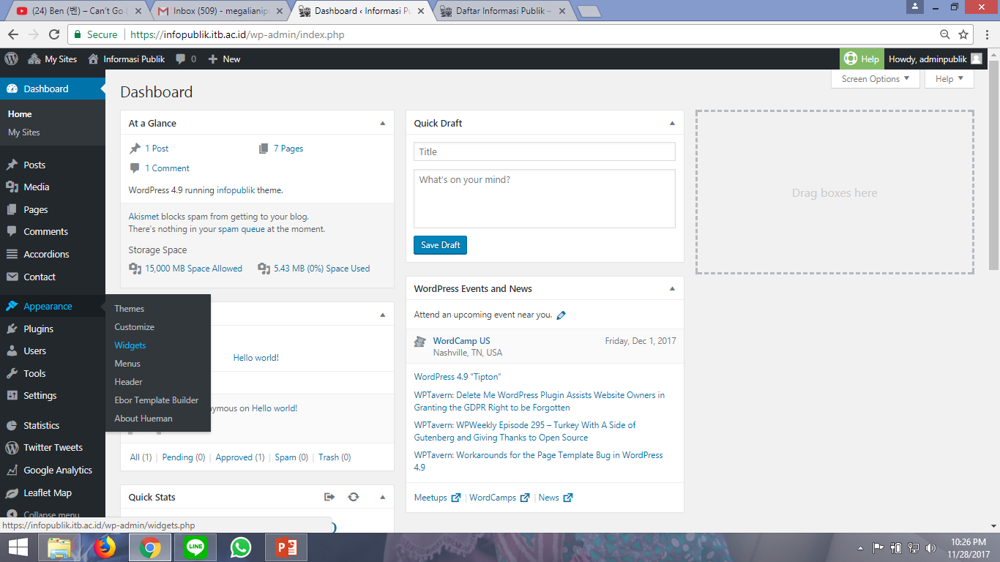 (24) Ben (벤) – Can't Go (
Inbox (509) - megalianip
Dashboard ‹ Informasi Pu
Daftar Informasi Publik –
Secure
https://infopublik.itb.ac.id/wp-admin/index.php
My Sites
Informasi Publik
0
New
Help
Howdy, adminpublik
Screen Options
Help
Dashboard
Home
My Sites
Posts
Media
Pages
Comments
Accordions
Contact
Appearance
Plugins
Users
Tools
Settings
Statistics
Twitter Tweets
Google Analytics
Leaflet Map
Collapse menu
Themes
Customize
Widgets
Menus
Header
Ebor Template Builder
About Hueman
Dashboard
At a Glance
1 Post
7 Pages
1 Comment
WordPress 4.9 running infopublik theme.
Akismet blocks spam from getting to your blog.
There's nothing in your spam queue at the moment.
Storage Space
15,000 MB Space Allowed
5.43 MB (0%) Space Used
Hello world!
ymous on Hello world!
All (1) | Pending (0) | Approved (1) | Spam (0) | Trash (0)
Quick Stats
Quick Draft
Title
What's on your mind?
Save Draft
WordPress Events and News
Attend an upcoming event near you.
WordCamp US
Friday, Dec 1, 2017
Nashville, TN, USA
WordPress 4.9 “Tipton”
WPTavern: Delete Me WordPress Plugin Assists Website Owners in
Granting the GDPR Right to be Forgotten
WPTavern: WPWeekly Episode 295 – Turkey With A Side of
Gutenberg and Giving Thanks to Open Source
WPTavern: Workarounds for the Page Template Bug in WordPress
4.9
Meetups | WordCamps | News
Drag boxes here
https://infopublik.itb.ac.id/wp-admin/widgets.php
LINE
10:26 PM
11/28/2017